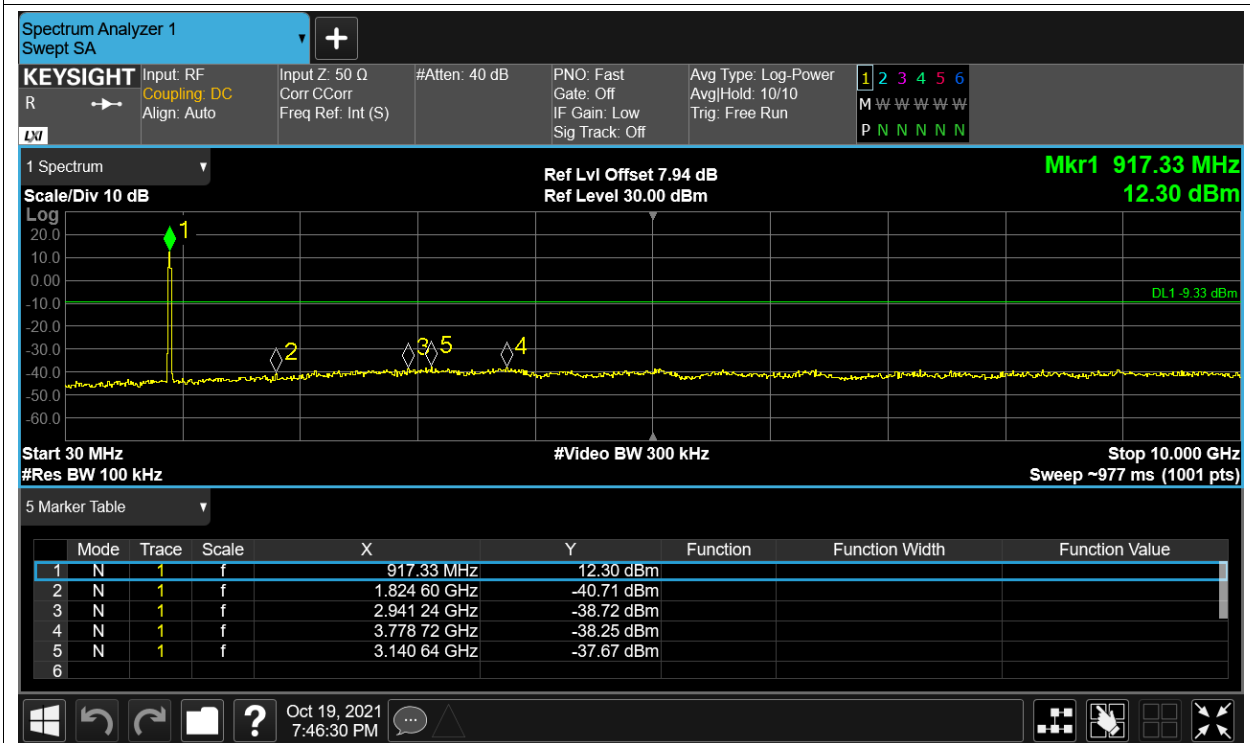 Spectrum Analyzer 1
Swept SA
KEYSIGHT Input: RF Input Z: 50 Ω #Atten: 40 dB PNO: Fast Avg Type: Log-Power 1 2 3 4 5 6
R Coupling: DC Corr CCorr Gate: Off Avg|Hold: 10/10 M W W W W W
Align: Auto Freq Ref: Int (S) IF Gain: Low Trig: Free Run
LXI Sig Track: Off P N N N N N
1 Spectrum Ref Lvl Offset 7.94 dB Mkr1 917.33 MHz
Scale/Div 10 dB Ref Level 30.00 dBm 12.30 dBm
Log
20.0 1
10.0
0.00
-10.0 DL1 -9.33 dBm
-20.0
-30.0 2 3 5 4
-40.0
-50.0
-60.0
Start 30 MHz #Video BW 300 kHz Stop 10.000 GHz
#Res BW 100 kHz Sweep ~977 ms (1001 pts)
5 Marker Table
Mode Trace Scale X Y Function Function Width Function Value
1 N 1 f 917.33 MHz 12.30 dBm
2 N 1 f 1.824 60 GHz -40.71 dBm
3 N 1 f 2.941 24 GHz -38.72 dBm
4 N 1 f 3.778 72 GHz -38.25 dBm
5 N 1 f 3.140 64 GHz -37.67 dBm
6
? Oct 19, 2021
7:46:30 PM